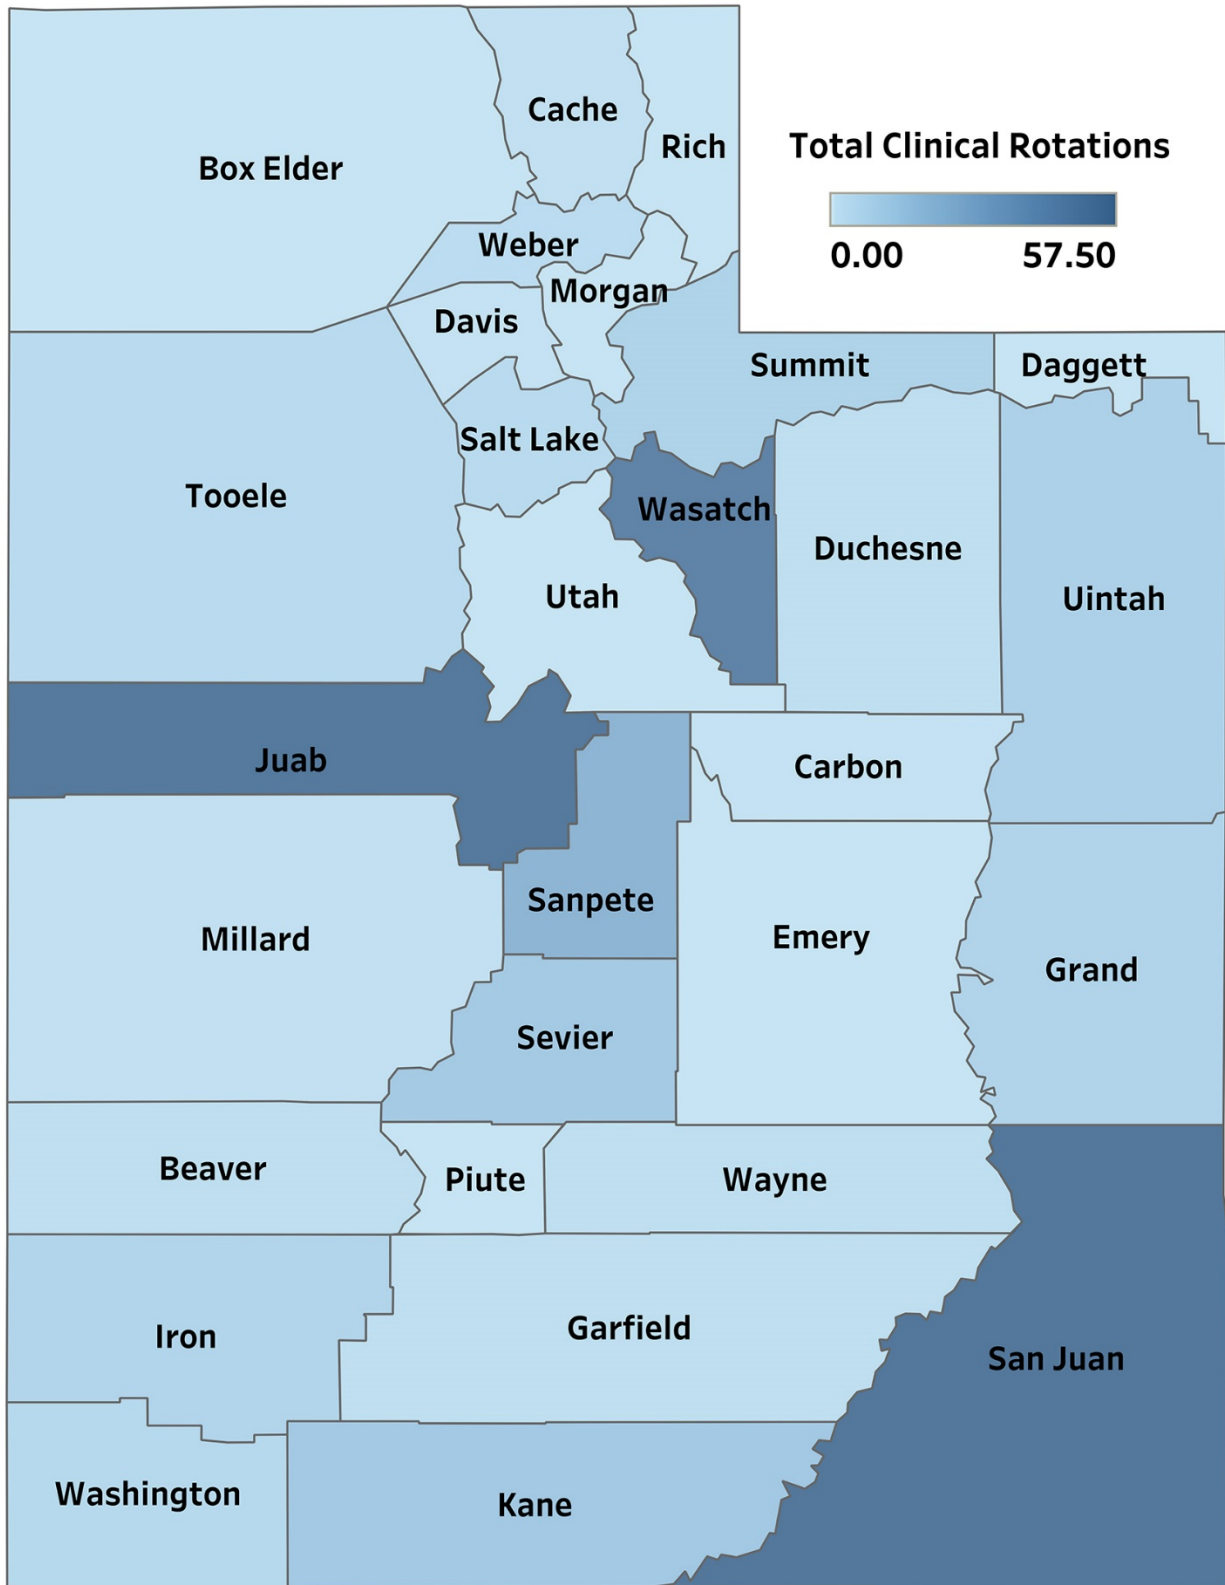 Cache
Rich
Total Clinical Rotations
Box Elder
0.00 57.50
Weber
Morgan
Davis
Summit
Daggett
Salt Lake
Tooele
Wasatch
Duchesne
Utah
Uintah
Juab
Carbon
Sanpete
Millard
Emery
Grand
Sevier
Beaver
Piute
Wayne
Iron
Garfield
San Juan
Washington
Kane